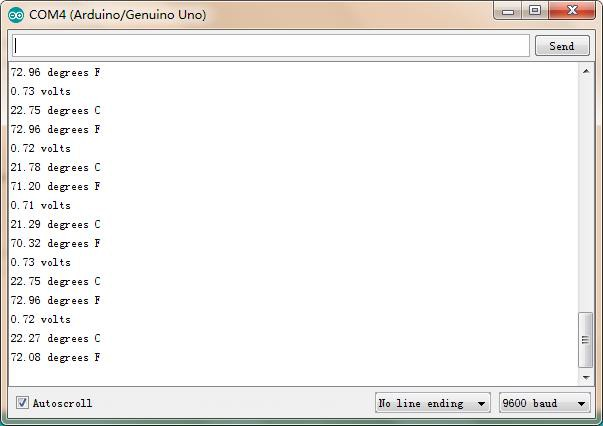 COM4 (Arduino/Genuino Uno)
Send
72.96 degrees F
0.73 volts
22.75 degrees C
72.96 degrees F
0.72 volts
21.78 degrees C
71.20 degrees F
0.71 volts
21.29 degrees C
70.32 degrees F
0.73 volts
22.75 degrees C
72.96 degrees F
0.72 volts
22.27 degrees C
72.08 degrees F
Autoscroll
No line ending
9600 baud